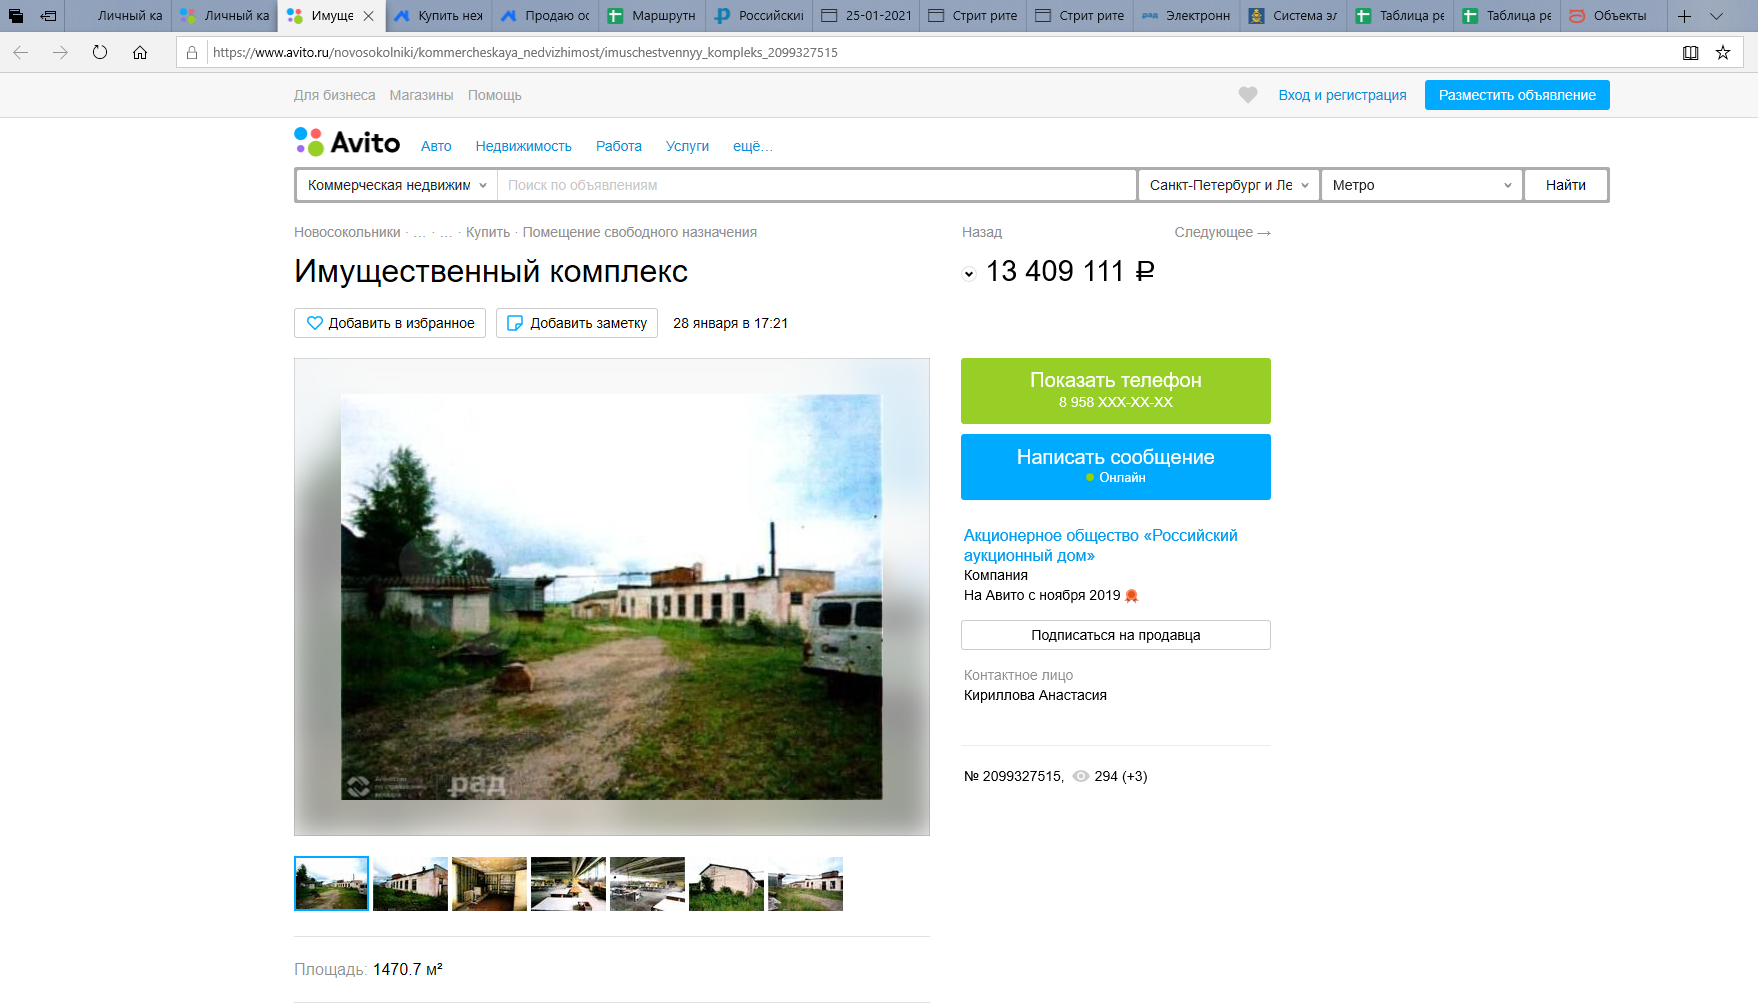 Личный ка
Личный ка
Имуще
Купить неж
Продаю ос
Маршрутн
Российски
25-01-2021
Стрит рите
Стрит рите
Электронн
Система эл
Таблица ре
Таблица ре
Объекты
https://www.avito.ru/novosokolniki/kommercheskaya_nedvizhimost/imuschestvennyy_kompleks_2099327515
Для бизнеса Магазины Помощь
Вход и регистрация
Разместить объявление
Avito Авто Недвижимость Работа Услуги ещё...
Коммерческая недвижим Поиск по объявлениям Санкт-Петербург и Ле Метро Найти
Новосокольники · ... · ... · Купить · Помещение свободного назначения
Назад Следующее →
Имущественный комплекс
13 409 111 ₽
Добавить в избранное Добавить заметку 28 января в 17:21
рад
Показать телефон
8 958 XXX-XX-XX
Написать сообщение
Онлайн
Акционерное общество «Российский
аукционный дом»
Компания
На Авито с ноября 2019
Подписаться на продавца
Контактное лицо
Кириллова Анастасия
№ 2099327515, 294 (+3)
Площадь: 1470.7 м²